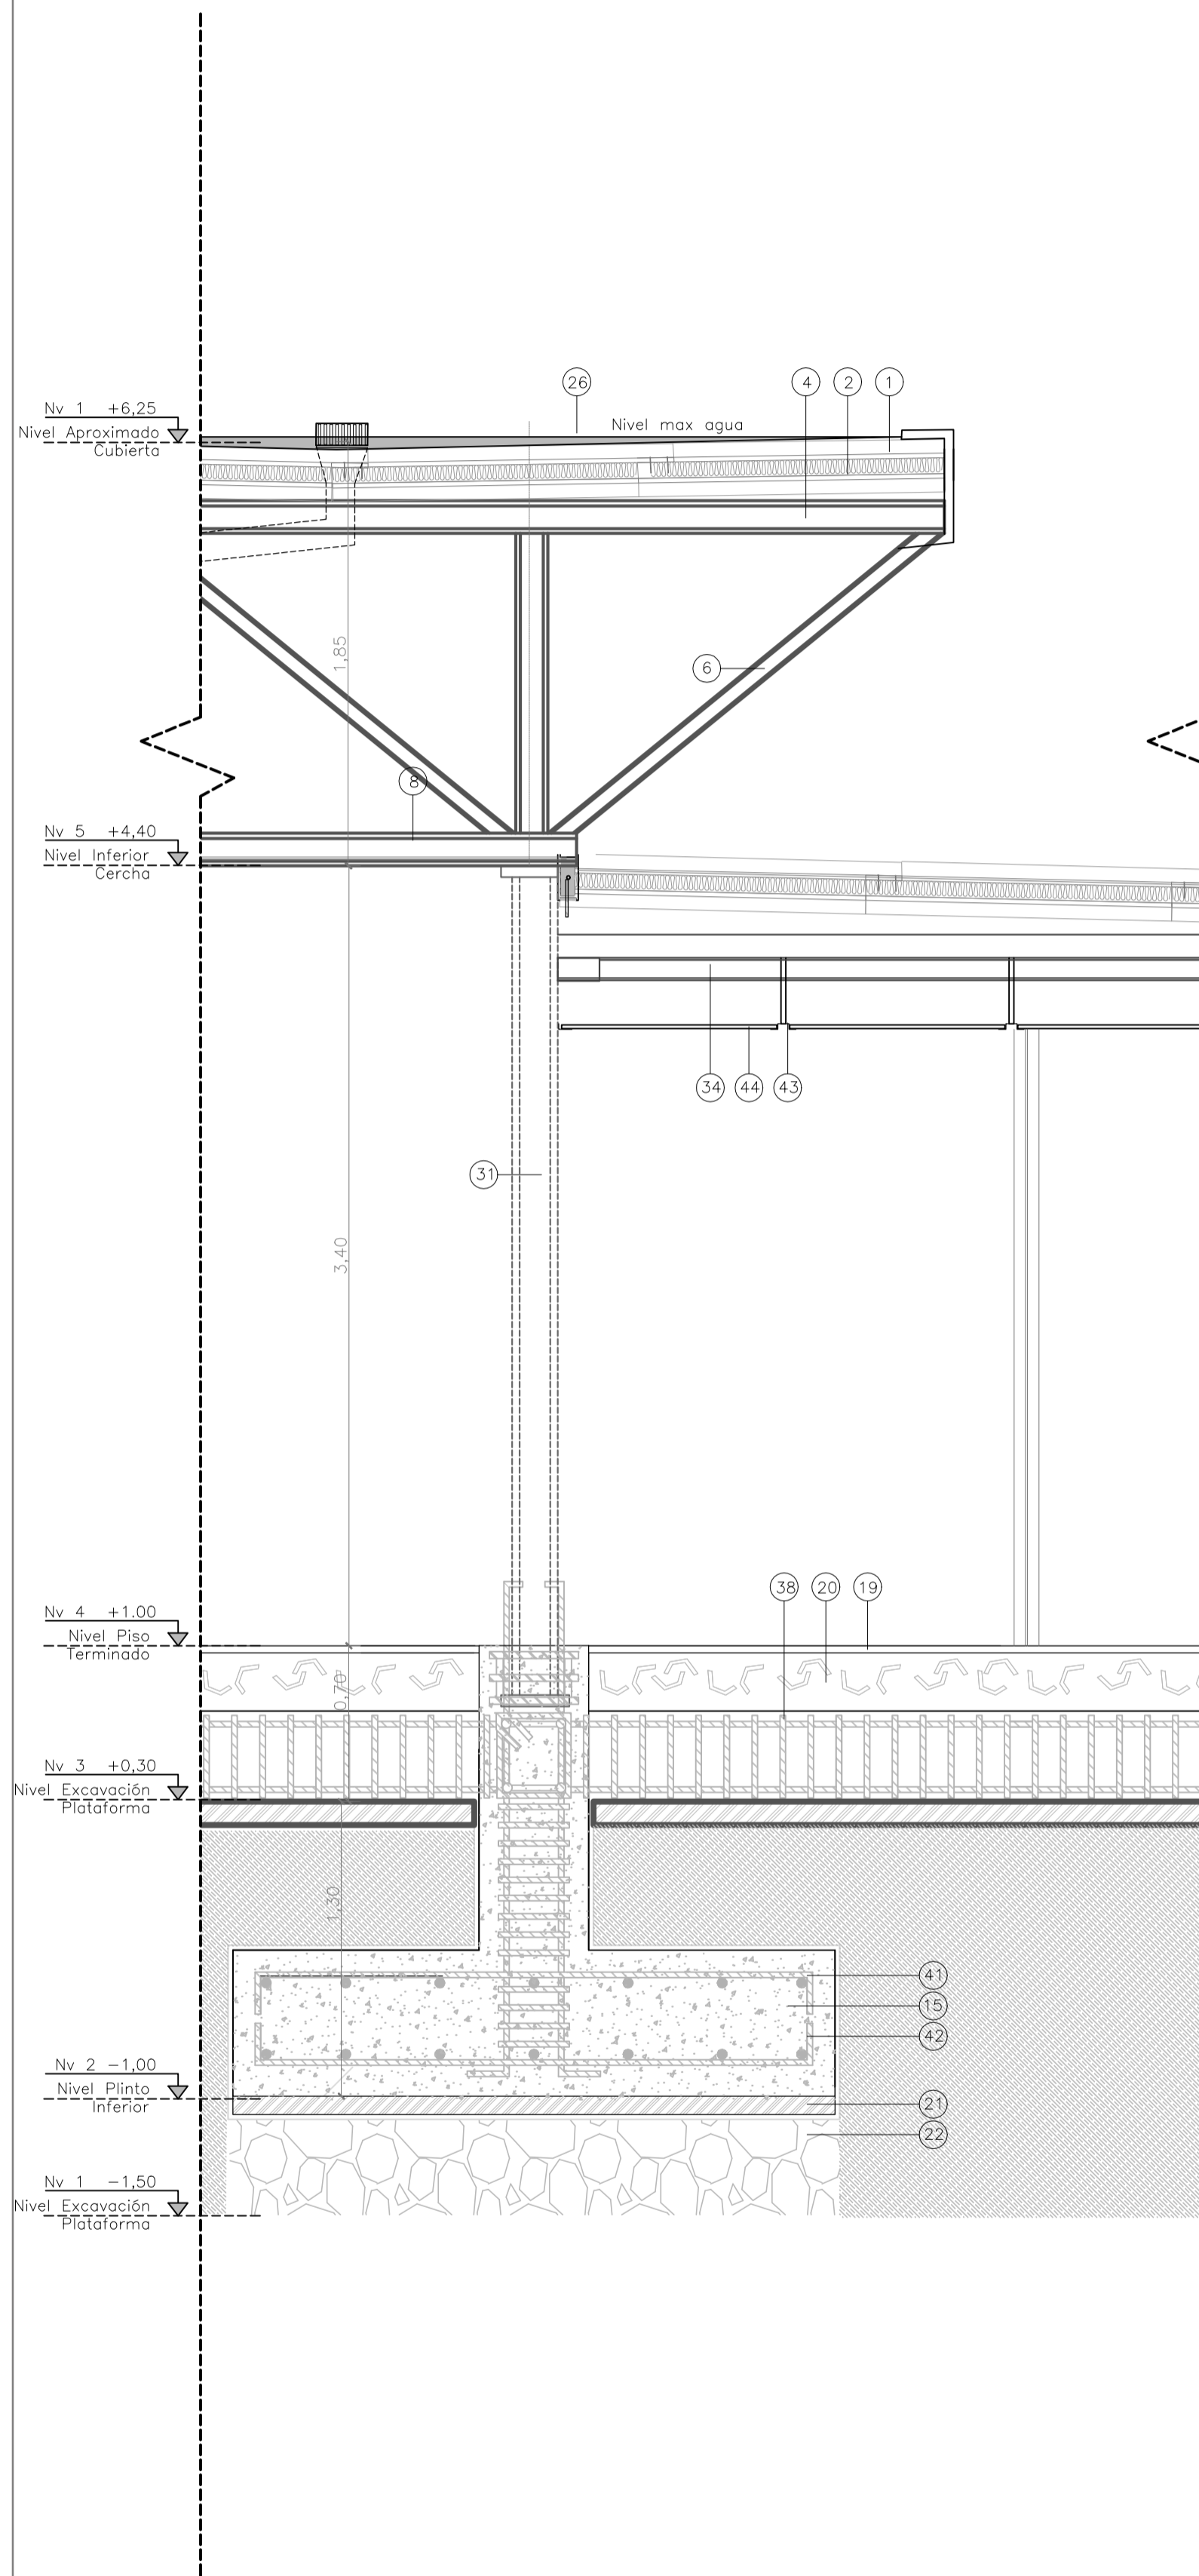 26
4
2
1
Nv 1 +6,25
Nivel Aproximado
Cubierta
Nivel max agua
1,85
6
8
Nv 5 +4,40
Nivel Inferior
Cercha
34
44
43
31
3,40
38
20
19
Nv 4 +1.00
Nivel Piso
Terminado
0,70
Nv 3 +0,30
Nivel Excavación
Plataforma
1,30
41
15
42
Nv 2 −1,00
Nivel Plinto
Inferior
21
22
Nv 1 −1,50
Nivel Excavación
Plataforma